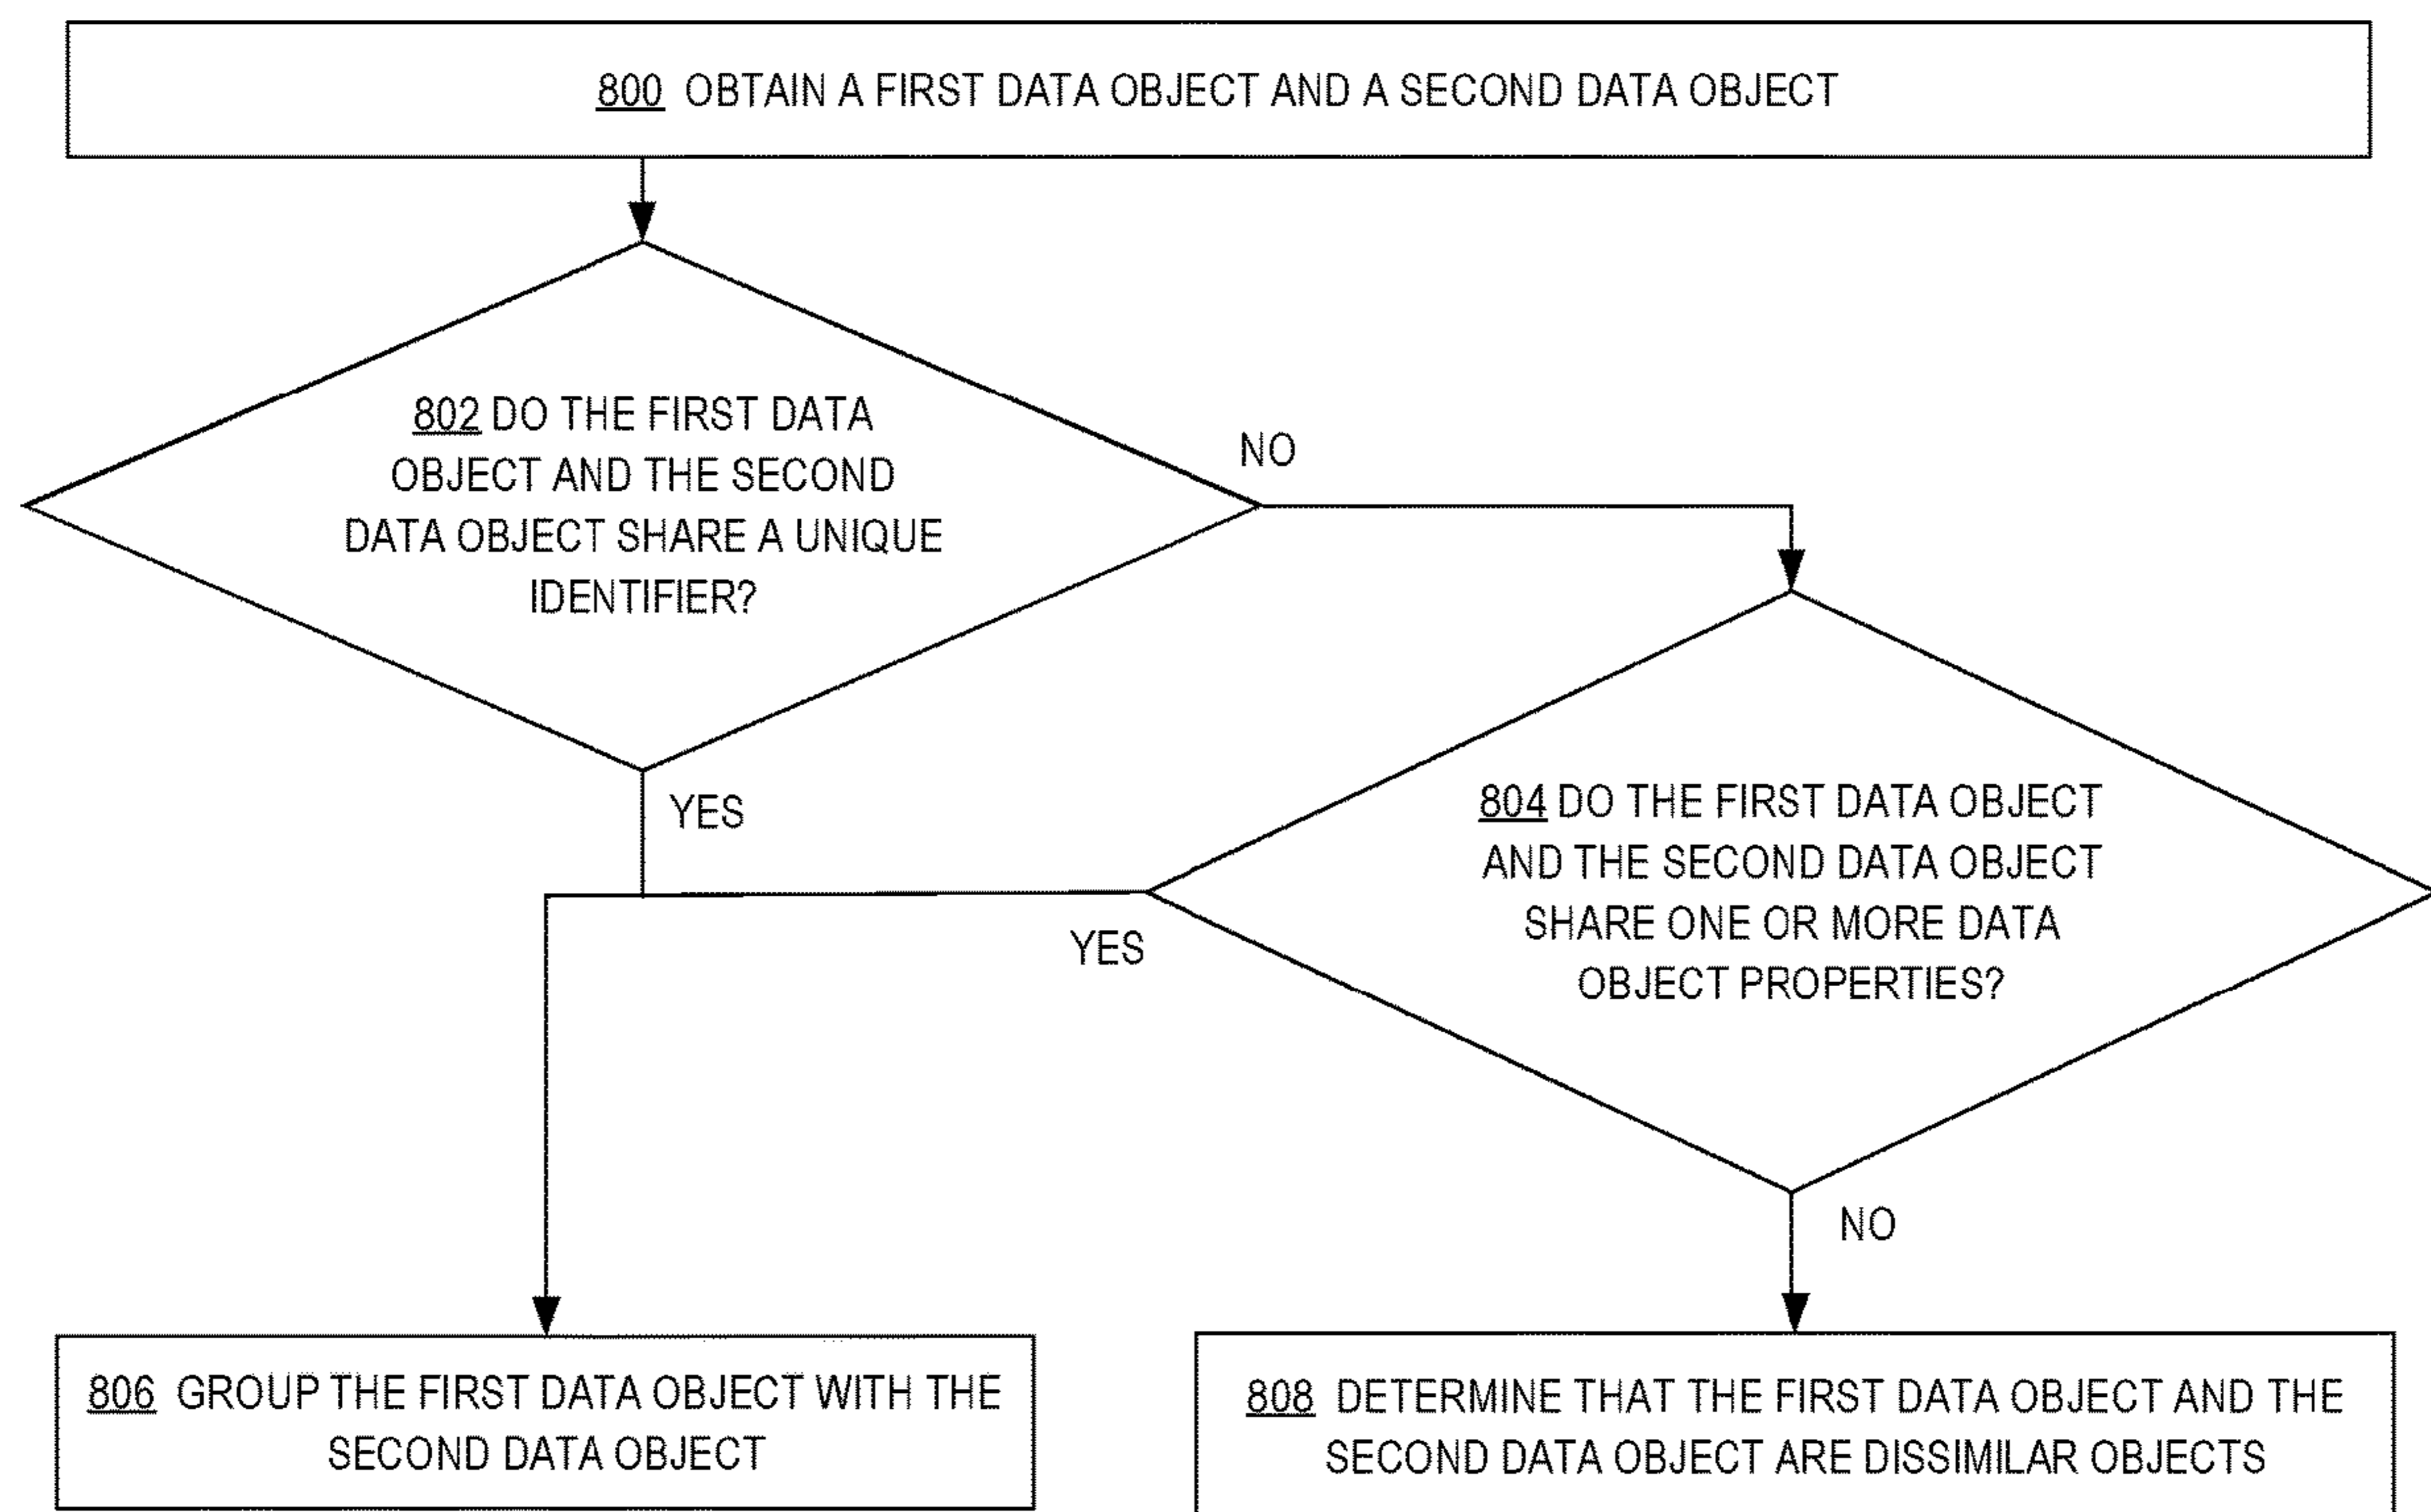 800 OBTAIN A FIRST DATA OBJECT AND A SECOND DATA OBJECT
802 DO THE FIRST DATA
OBJECT AND THE SECOND
DATA OBJECT SHARE A UNIQUE
IDENTIFIER?
NO
YES
804 DO THE FIRST DATA OBJECT
AND THE SECOND DATA OBJECT
SHARE ONE OR MORE DATA
OBJECT PROPERTIES?
YES
NO
806 GROUP THE FIRST DATA OBJECT WITH THE
SECOND DATA OBJECT
808 DETERMINE THAT THE FIRST DATA OBJECT AND THE
SECOND DATA OBJECT ARE DISSIMILAR OBJECTS